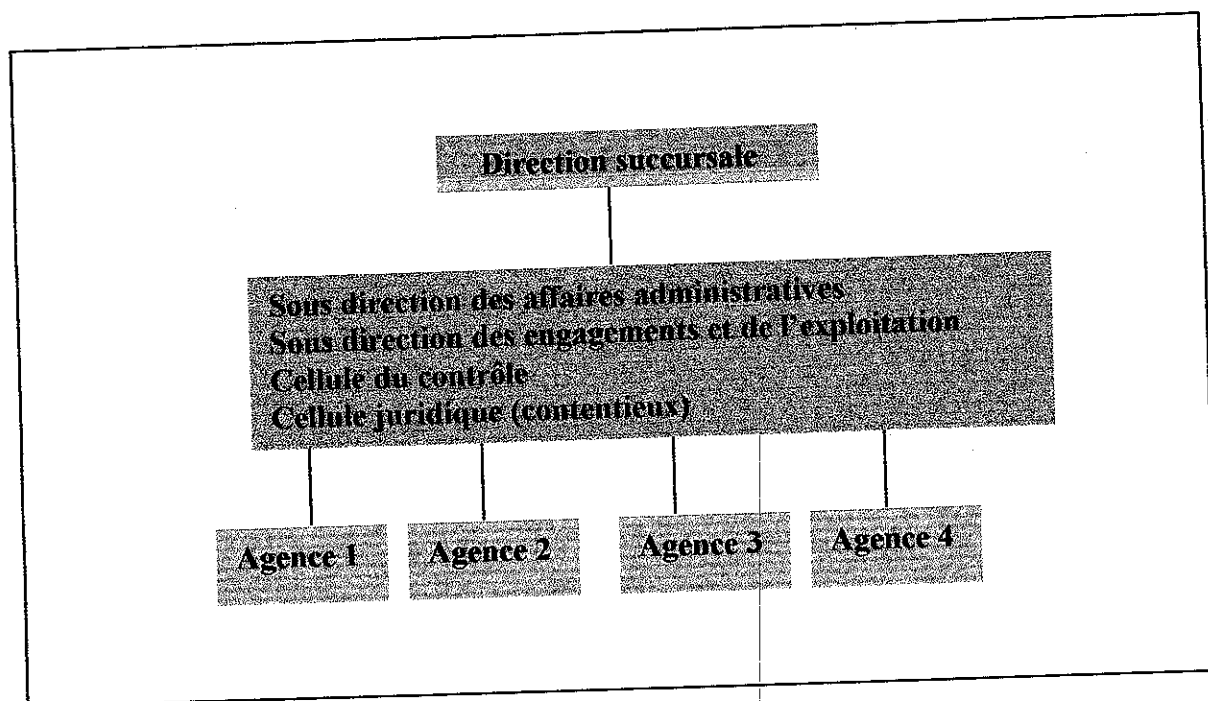 Direction succursale
Sous direction des affaires administratives
Sous direction des engagements et de l'exploitation
Cellule du contrôle
Cellule juridique (contentieux)
Agence 1
Agence 2
Agence 3
Agence 4